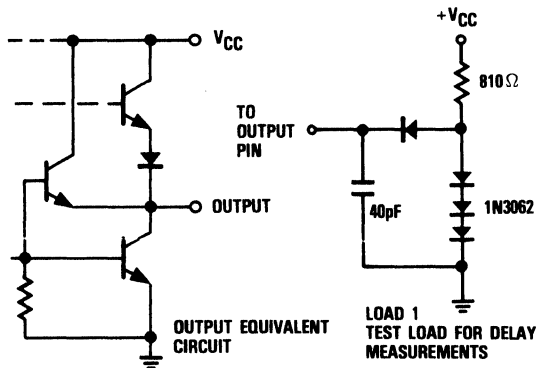 VCC
OUTPUT
OUTPUT EQUIVALENT
CIRCUIT
+VCC
810Ω
TO
OUTPUT
PIN
40pF
1N3062
LOAD 1
TEST LOAD FOR DELAY
MEASUREMENTS